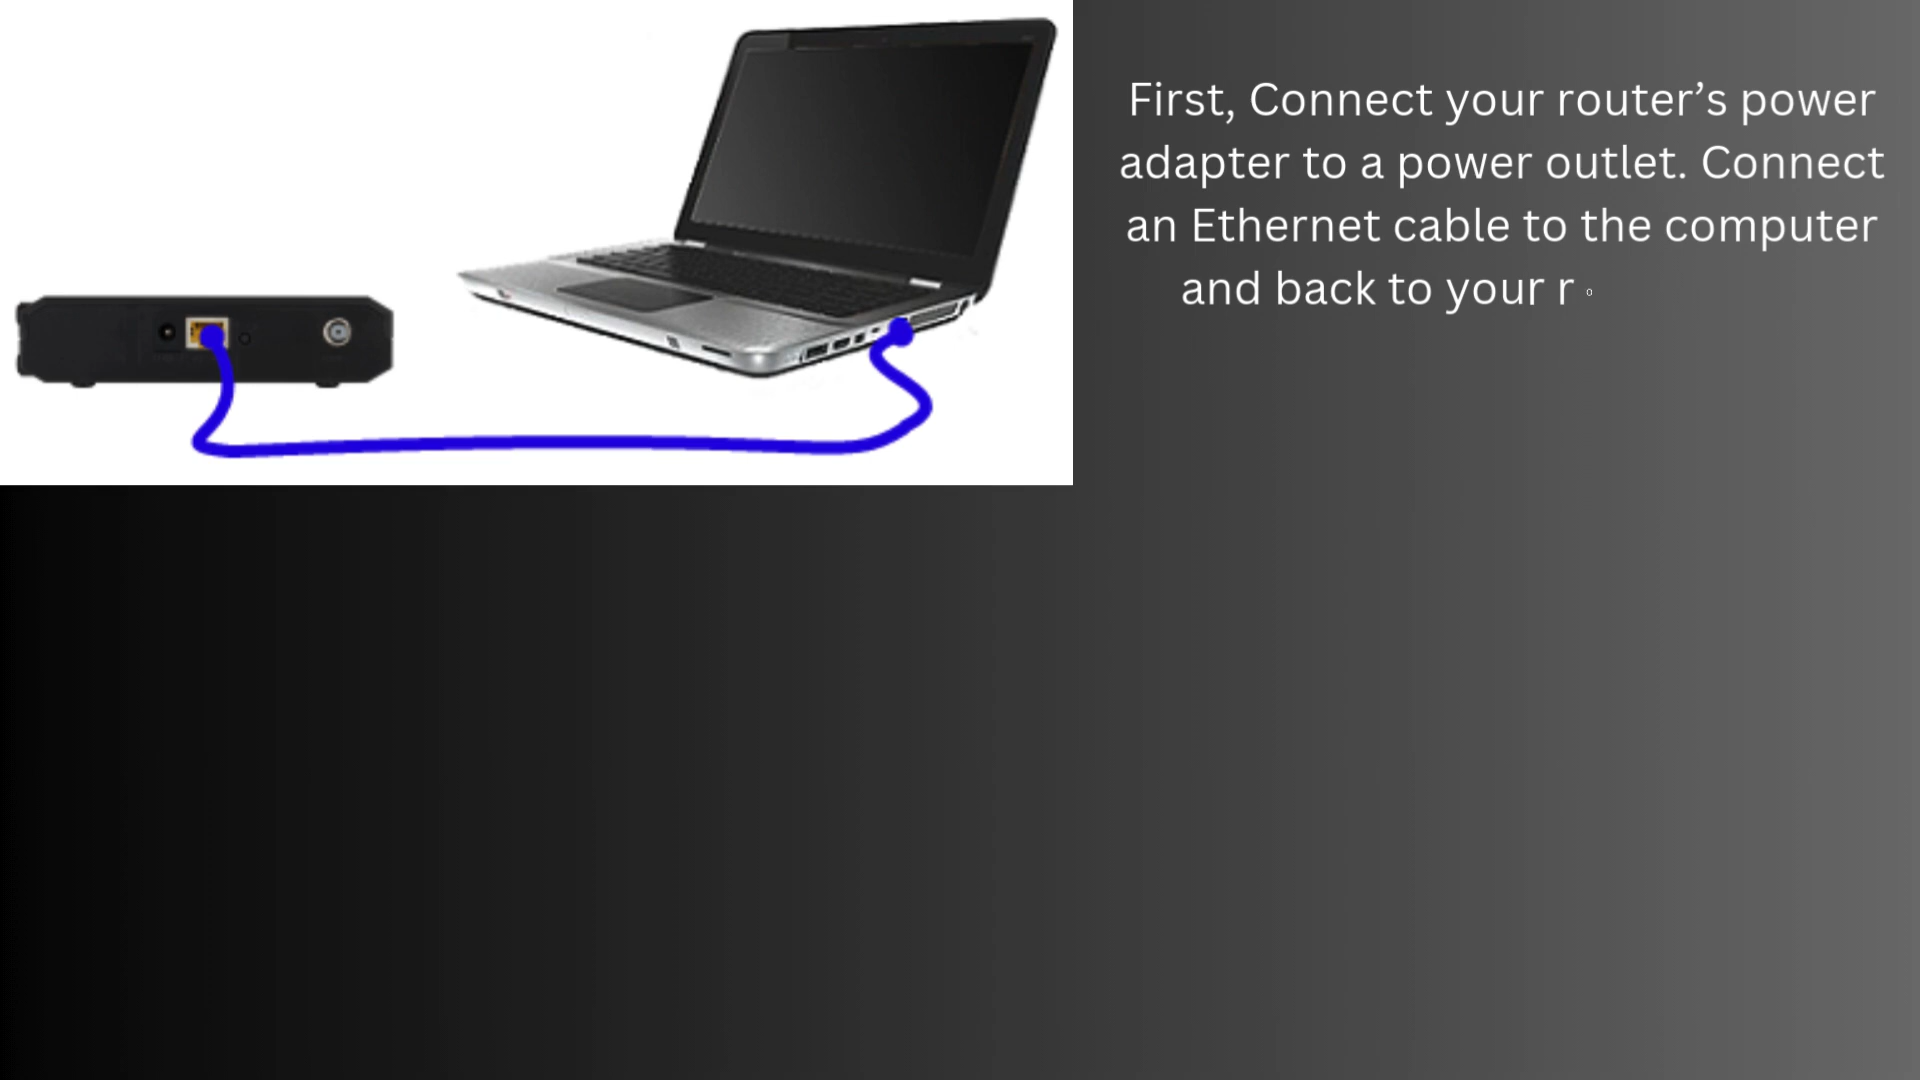 First, Connect your router’s power
adapter to a power outlet. Connect
an Ethernet cable to the computer
and back to your r o